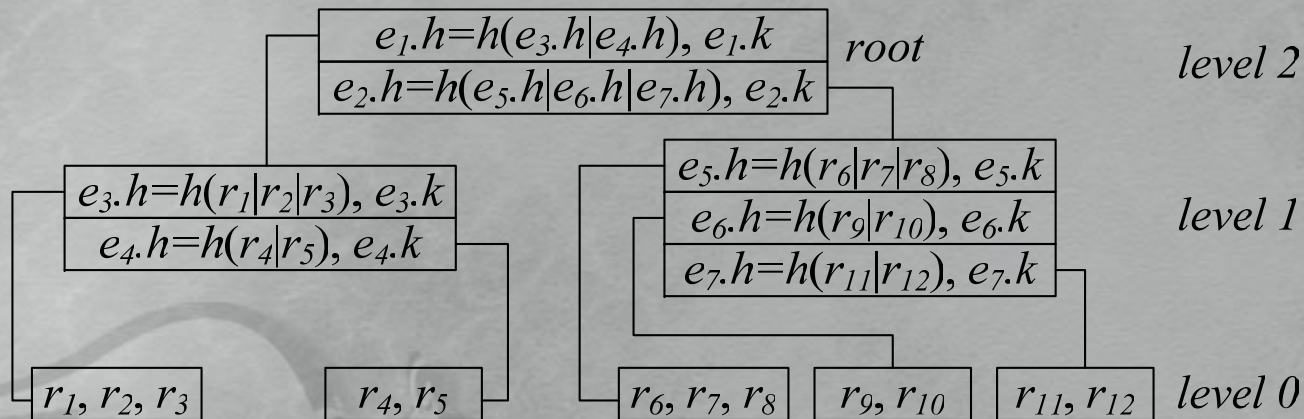 e₁.h=h(e₃.h|e₄.h), e₁.k
root
level 2
e₂.h=h(e₅.h|e₆.h|e₇.h), e₂.k
e₃.h=h(r₁|r₂|r₃), e₃.k
e₄.h=h(r₄|r₅), e₄.k
e₅.h=h(r₆|r₇|r₈), e₅.k
e₆.h=h(r₉|r₁₀), e₆.k
level 1
e₇.h=h(r₁₁|r₁₂), e₇.k
r₁, r₂, r₃
r₄, r₅
r₆, r₇, r₈
r₉, r₁₀
r₁₁, r₁₂
level 0